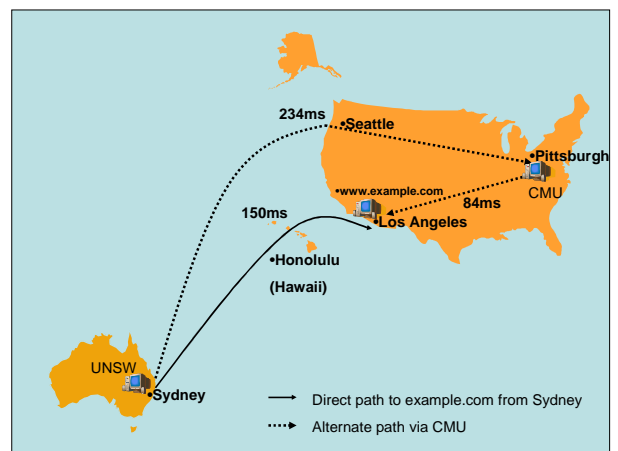 234ms
•Seattle
•Pittsburgh
CMU
•www.example.com
84ms
150ms
•Los Angeles
•Honolulu
(Hawaii)
UNSW
•Sydney
Direct path to example.com from Sydney
Alternate path via CMU